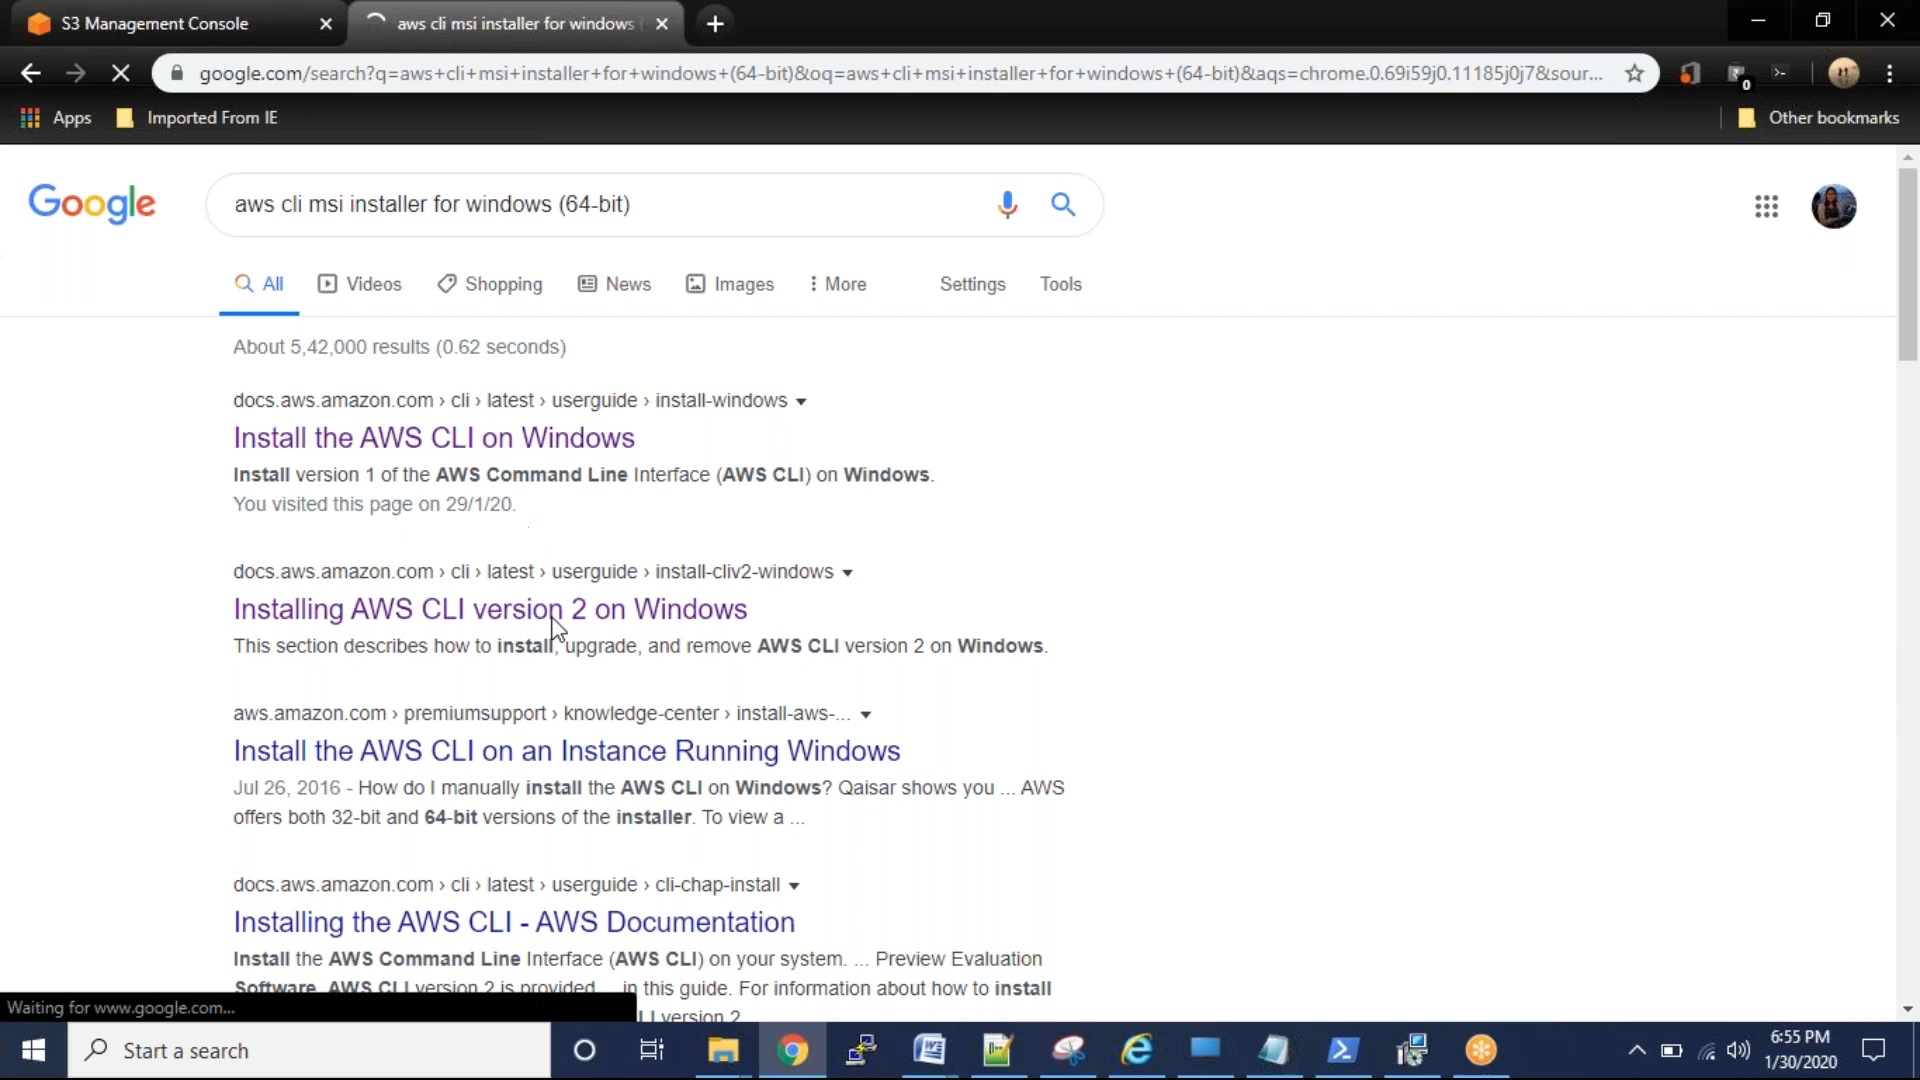 S3 Management Console
aws cli msi installer for windows
google.com/search?q=aws+cli+msi+installer+for+windows+(64-bit)&oq=aws+cli+msi+installer+for+windows+(64-bit)&aqs=chrome.0.69i59j0.11185j0j7&sour...
0
Apps
Imported From IE
Other bookmarks
Google
aws cli msi installer for windows (64-bit)
All
Videos
Shopping
News
Images
More
Settings
Tools
About 5,42,000 results (0.62 seconds)
docs.aws.amazon.com › cli › latest › userguide › install-windows
Install the AWS CLI on Windows
Install version 1 of the AWS Command Line Interface (AWS CLI) on Windows.
You visited this page on 29/1/20.
docs.aws.amazon.com › cli › latest › userguide › install-cliv2-windows
Installing AWS CLI version 2 on Windows
This section describes how to install, upgrade, and remove AWS CLI version 2 on Windows.
aws.amazon.com › premiumsupport › knowledge-center › install-aws-...
Install the AWS CLI on an Instance Running Windows
Jul 26, 2016 - How do I manually install the AWS CLI on Windows? Qaisar shows you ... AWS
offers both 32-bit and 64-bit versions of the installer. To view a ...
docs.aws.amazon.com › cli › latest › userguide › cli-chap-install
Installing the AWS CLI - AWS Documentation
Install the AWS Command Line Interface (AWS CLI) on your system. ... Preview Evaluation
Software. AWS CLI version 2 is provided ... in this guide. For information about how to install
LI version 2
Waiting for www.google.com...
Start a search
6:55 PM
1/30/2020